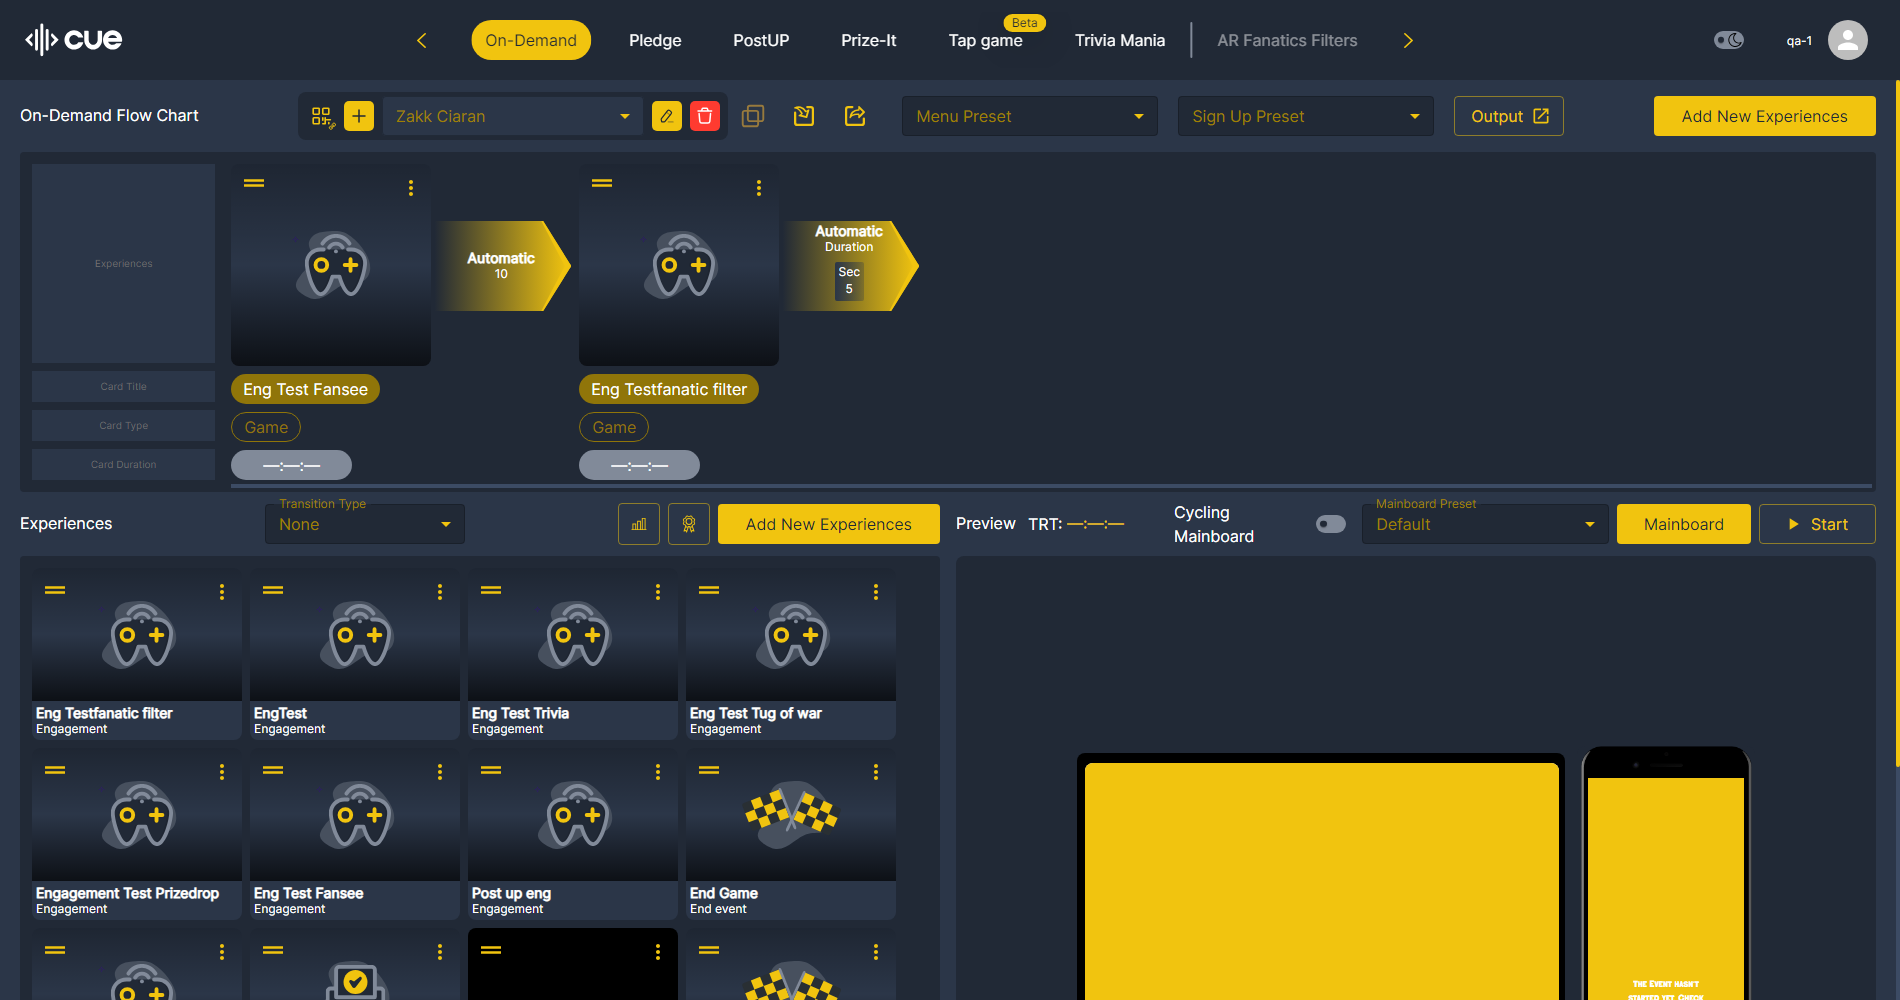 cue
On-Demand
Pledge
PostUP
Prize-It
Beta
Tap game
Trivia Mania
AR Fanatics Filters
qa-1
On-Demand Flow Chart
Zakk Ciaran
Menu Preset
Sign Up Preset
Output
Add New Experiences
Experiences
Automatic
10
Automatic
Duration
Sec
5
Card Title
Eng Test Fansee
Eng Testfanatic filter
Card Type
Game
Game
Card Duration
—:—:—
—:—:—
Experiences
Transition Type
None
Add New Experiences
Preview
TRT: —:—:—
Cycling
Mainboard
Mainboard Preset
Default
Mainboard
Start
Eng Testfanatic filter
Engagement
EngTest
Engagement
Eng Test Trivia
Engagement
Eng Test Tug of war
Engagement
Engagement Test Prizedrop
Engagement
Eng Test Fansee
Engagement
Post up eng
Engagement
End Game
End event
The Event hasn't
started yet. Check